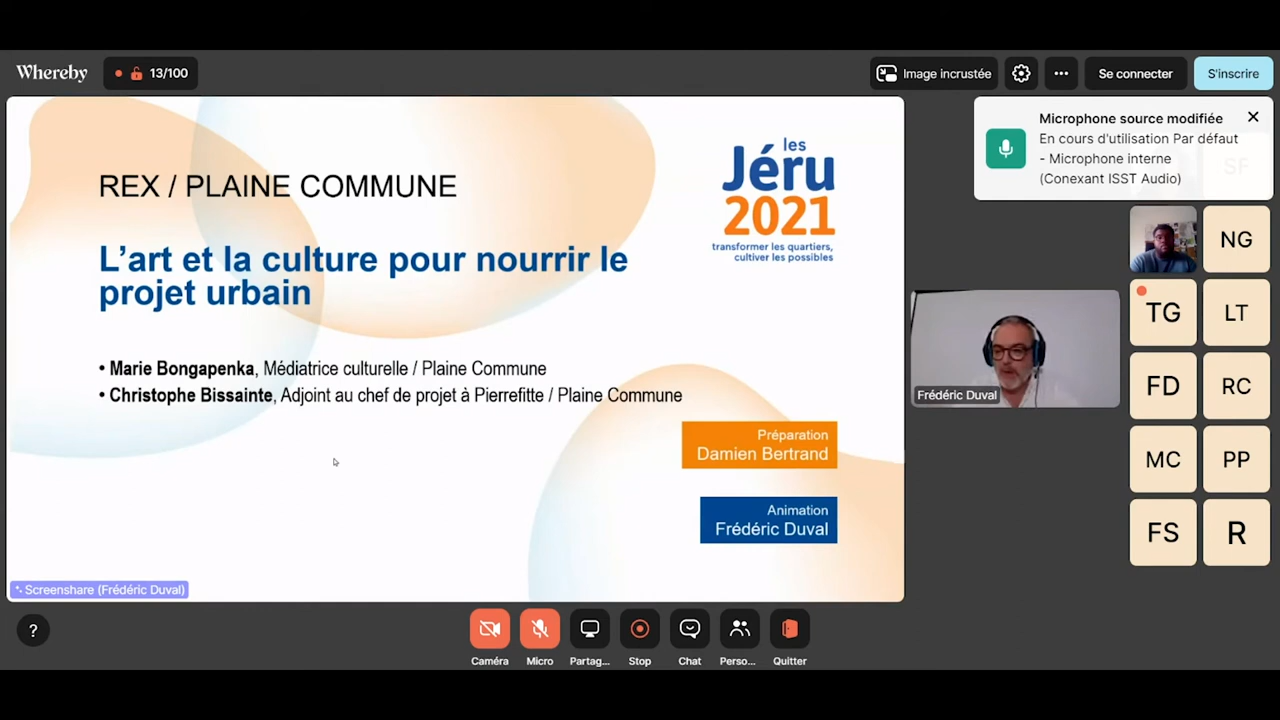 Whereby
13/100
Image incrustée
...
Se connecter
S'inscrire
REX / PLAINE COMMUNE
L'art et la culture pour nourrir le
projet urbain
• Marie Bongapenka, Médiatrice culturelle / Plaine Commune
• Christophe Bissainte, Adjoint au chef de projet à Pierrefitte / Plaine Commune
les
Jéru
2021
transformer les quartiers,
cultiver les possibles
Préparation
Damien Bertrand
Animation
Frédéric Duval
Screenshare (Frédéric Duval)
Microphone source modifiée
En cours d'utilisation Par défaut
- Microphone interne
(Conexant ISST Audio)
SF
NG
TG
LT
Frédéric Duval
FD
RC
MC
PP
FS
R
?
Caméra
Micro
Partag...
Stop
Chat
Perso...
Quitter